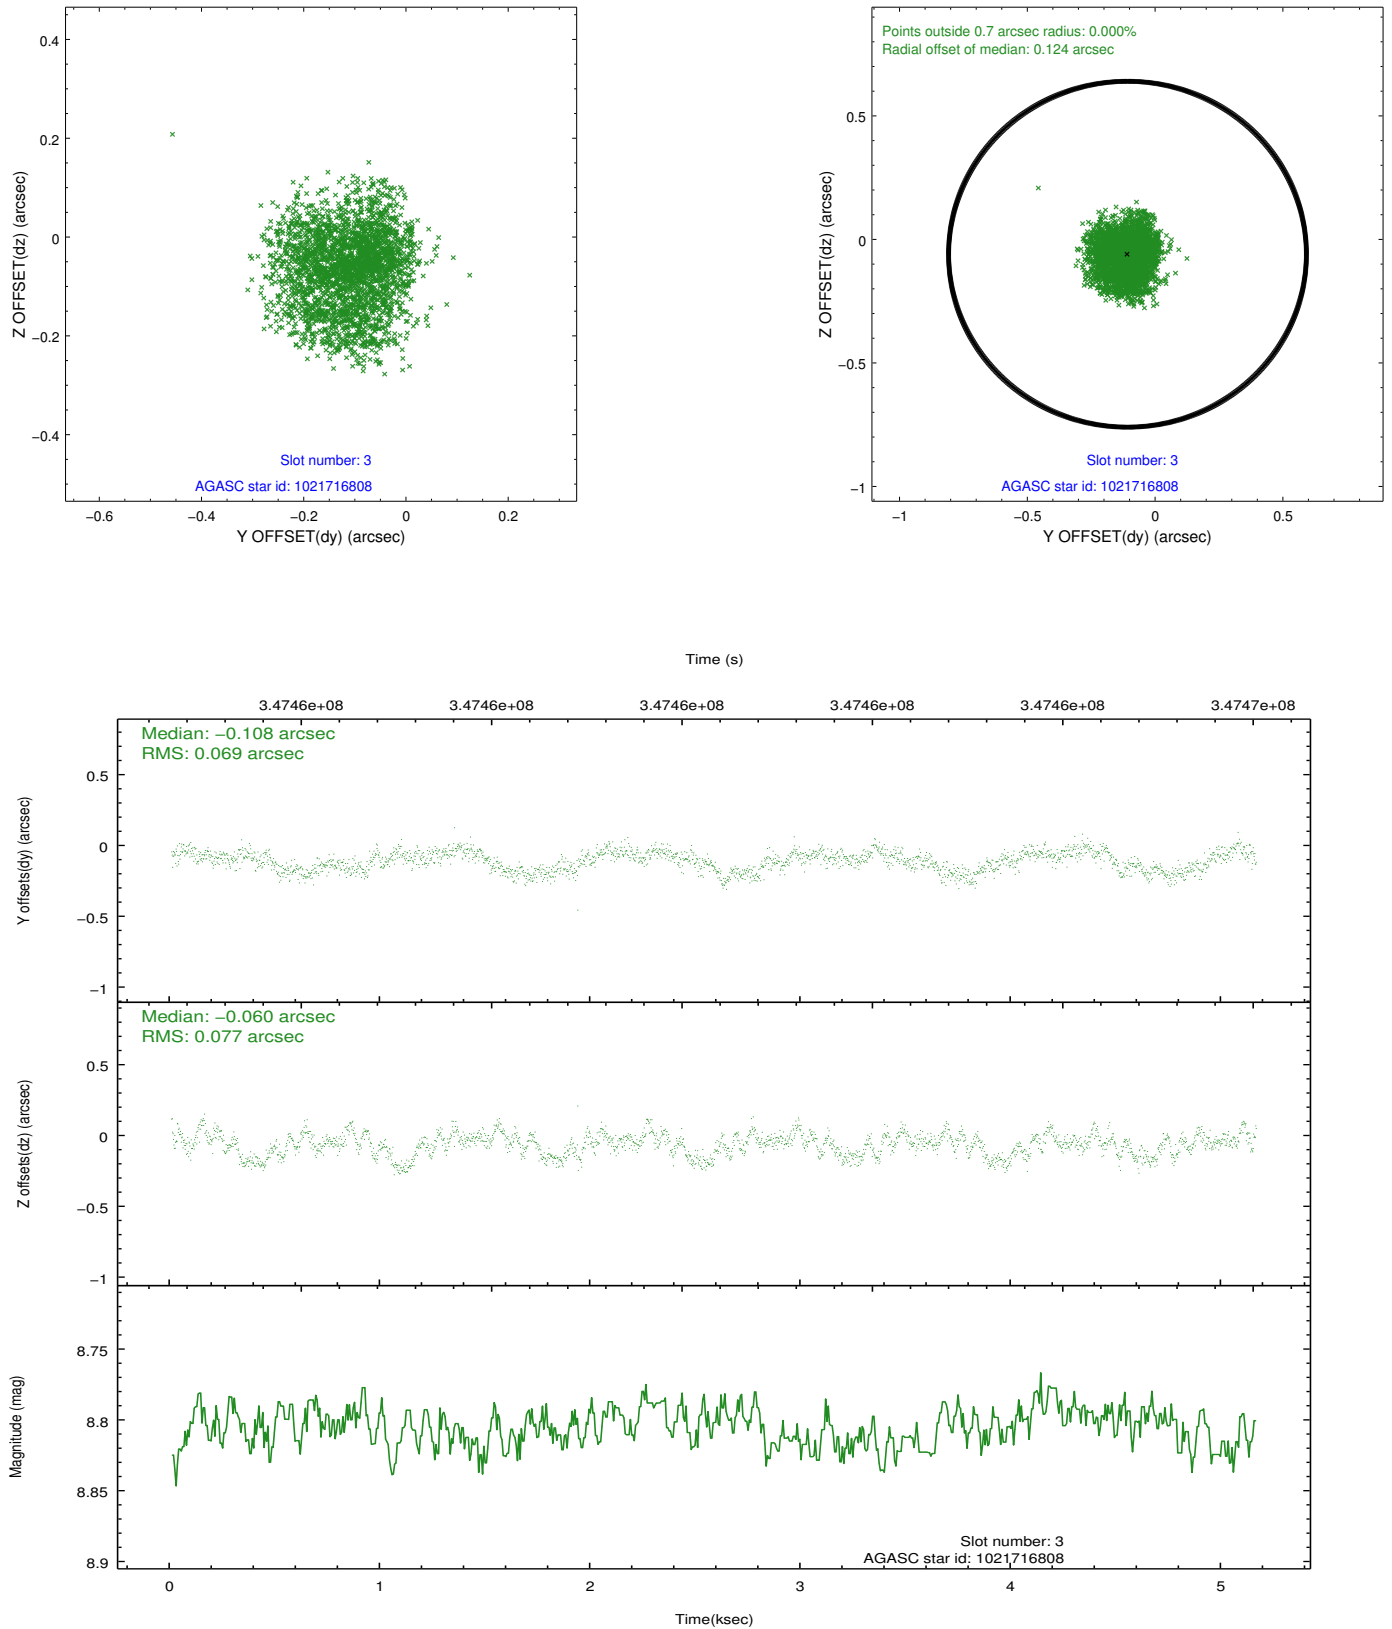 0.4
0.2
0
−0.2
−0.4
Z OFFSET(dz) (arcsec)
Slot number: 3
AGASC star id: 1021716808
−0.6 −0.4 −0.2 0 0.2
Y OFFSET(dy) (arcsec)
Points outside 0.7 arcsec radius: 0.000%
Radial offset of median: 0.124 arcsec
0.5
0
−0.5
−1
Z OFFSET(dz) (arcsec)
Slot number: 3
AGASC star id: 1021716808
−1 −0.5 0 0.5
Y OFFSET(dy) (arcsec)
Time (s)
3.4746e+08 3.4746e+08 3.4746e+08 3.4746e+08 3.4746e+08 3.4747e+08
Median: −0.108 arcsec
RMS: 0.069 arcsec
0.5
0
−0.5
−1
Y offsets(dy) (arcsec)
Median: −0.060 arcsec
RMS: 0.077 arcsec
0.5
0
−0.5
−1
Z offsets(dz) (arcsec)
8.75
8.8
8.85
8.9
Magnitude (mag)
Slot number: 3
AGASC star id: 1021716808
0 1 2 3 4 5
Time(ksec)